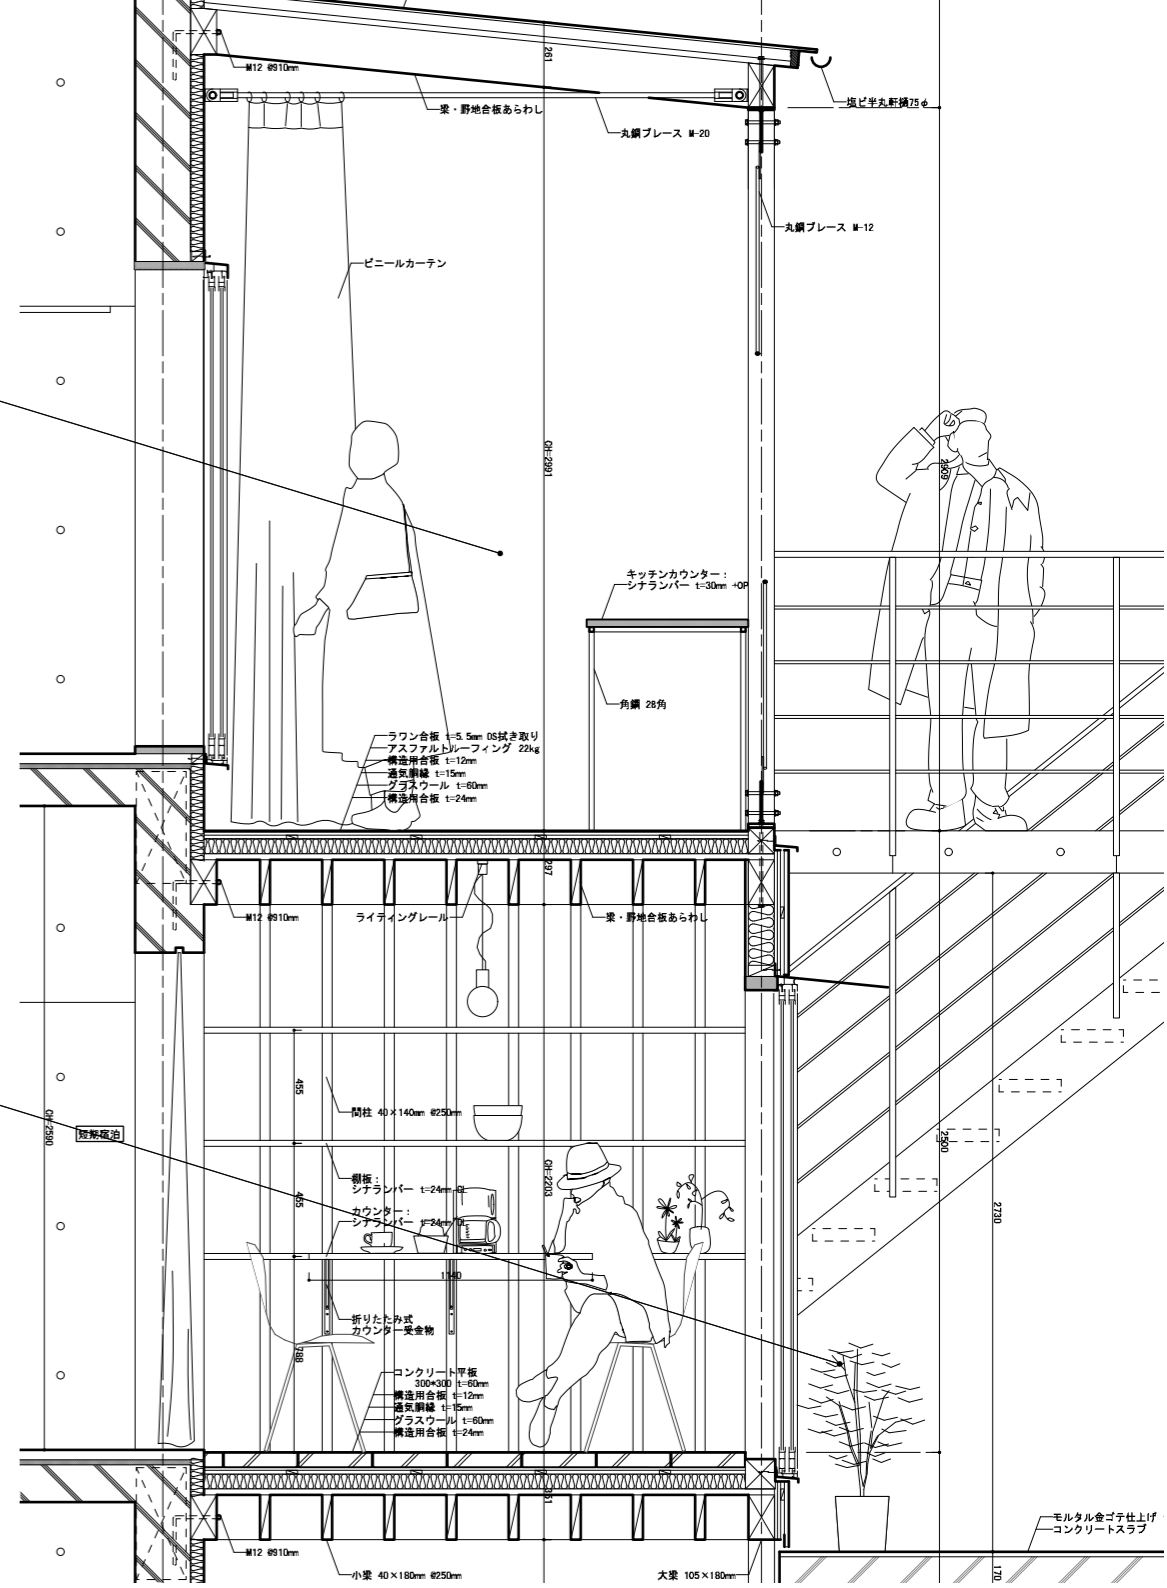 261
M12 @910mm
梁・野地合板あらわし
塩ビ半丸軒樋75φ
丸鋼ブレース M-20
丸鋼ブレース M-12
ビニールカーテン
CH=2991
2909
キッチンカウンター：
シナランバー t=30mm +OP
角鋼 28角
ラワン合板 t=5.5mm OS拭き取り
アスファルトルーフィング 22kg
構造用合板 t=12mm
通気胴縁 t=15mm
グラスウール t=60mm
構造用合板 t=24mm
297
M12 @910mm
ライティングレール
梁・野地合板あらわし
455
間柱 40×140mm @250mm
CH=2590
短期宿泊
2500
CH=2203
棚板：
シナランバー t=24mm CL
455
カウンター：
シナランバー t=24mm CL
2730
1140
折りたたみ式
カウンター受金物
788
コンクリート平板
300*300 t=60mm
構造用合板 t=12mm
通気胴縁 t=15mm
グラスウール t=60mm
構造用合板 t=24mm
351
モルタル金ゴテ仕上げ
コンクリートスラブ
M12 @910mm
小梁 40×180mm @250mm
大梁 105×180mm
170